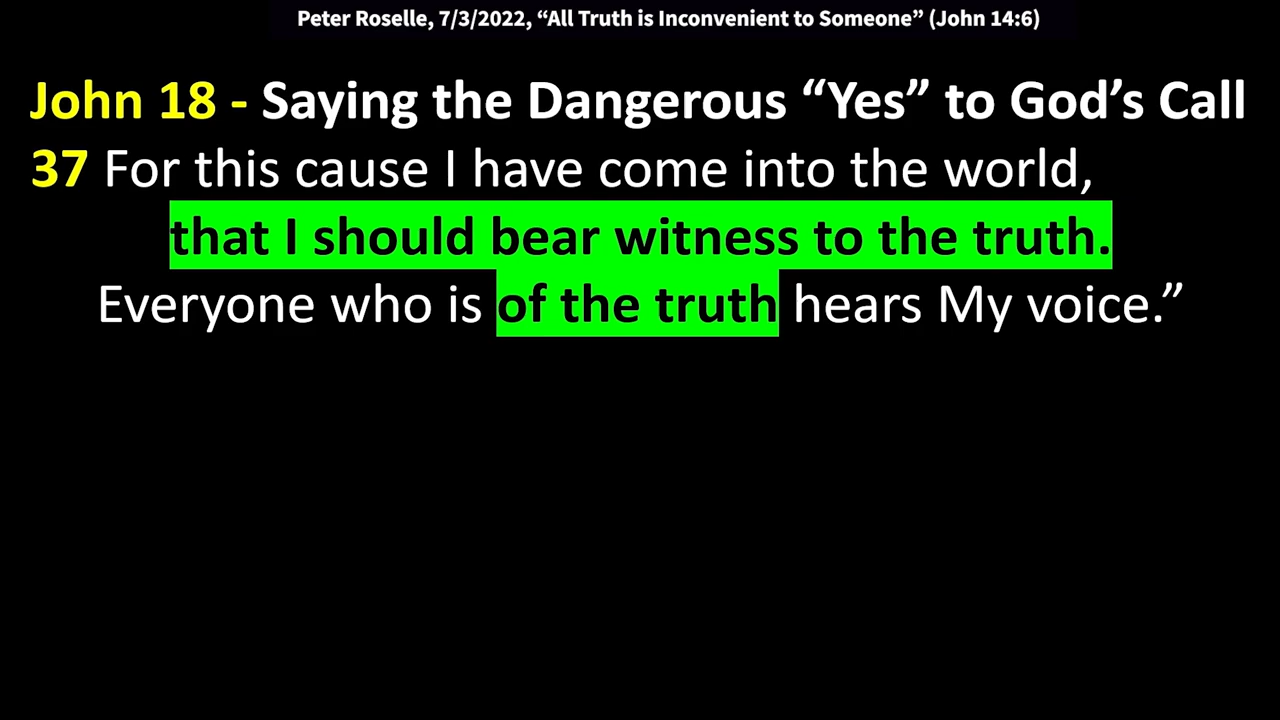 Peter Roselle, 7/3/2022, “All Truth is Inconvenient to Someone” (John 14:6)
John 18 - Saying the Dangerous “Yes” to God’s Call
37 For this cause I have come into the world,
that I should bear witness to the truth.
Everyone who is of the truth hears My voice.”